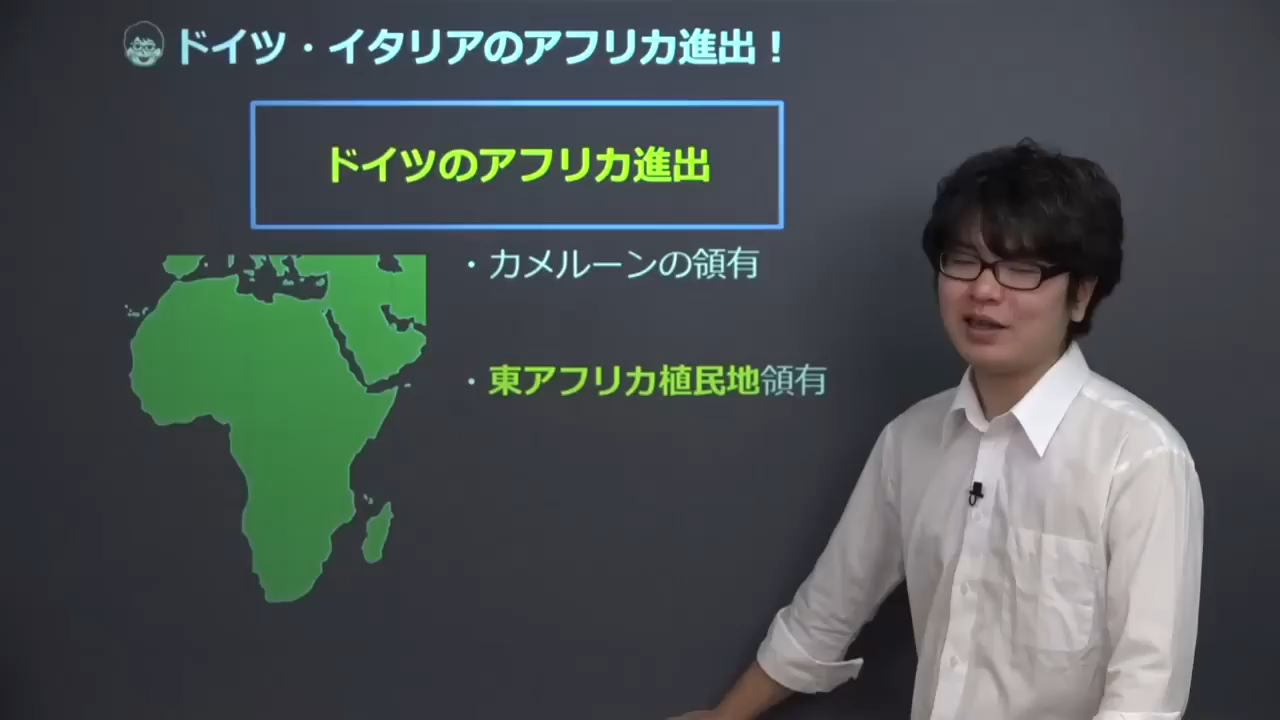 ドイツ・イタリアのアフリカ進出！
ドイツのアフリカ進出
・カメルーンの領有
・東アフリカ植民地領有